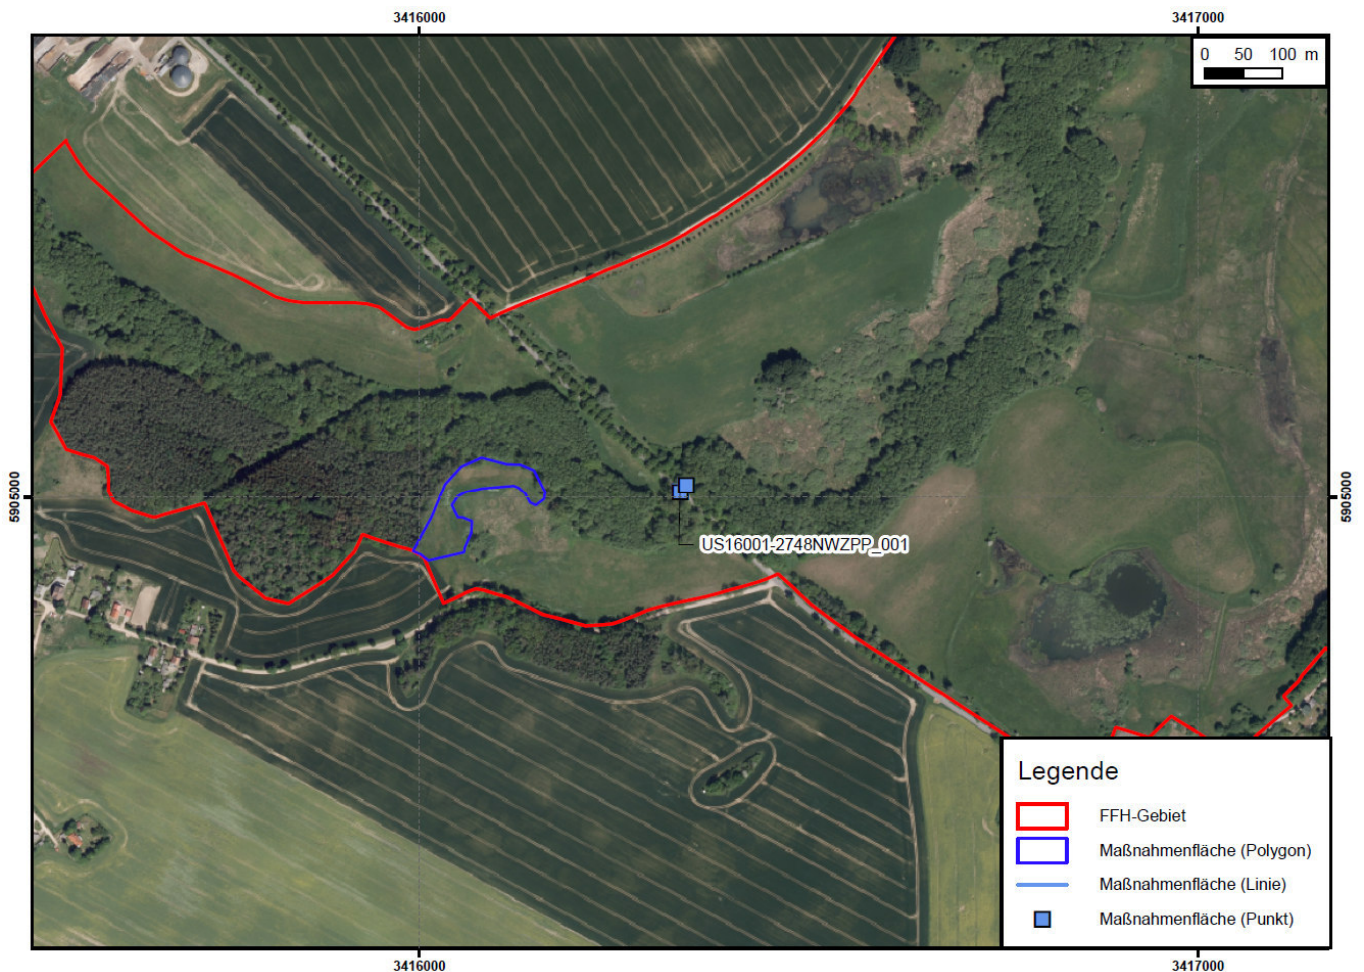 3416000
3417000
0 50 100 m
5905000
5905000
US16001-2748NWZPP_001
Legende
FFH-Gebiet
Maßnahmenfläche (Polygon)
Maßnahmenfläche (Linie)
Maßnahmenfläche (Punkt)
3416000
3417000